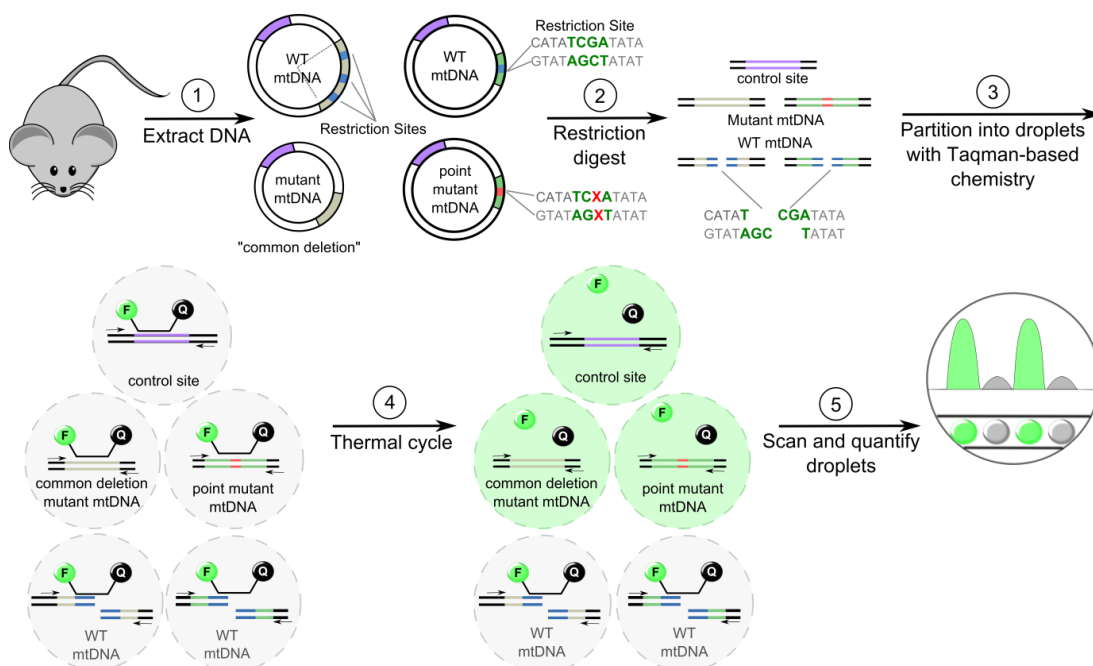 1
Extract DNA
WT
mtDNA
Restriction Sites
mutant
mtDNA
"common deletion"
WT
mtDNA
Restriction Site
CATATCGATATA
GTATAGCTATAT
point
mutant
mtDNA
CATATCXATATA
GTATAGXTATAT
2
Restriction
digest
control site
Mutant mtDNA
WT mtDNA
CATAT CGATATA
GTATAGC TATAT
3
Partition into droplets
with Taqman-based
chemistry
F Q
control site
F Q
common deletion
mutant mtDNA
F Q
point mutant
mtDNA
F Q
WT
mtDNA
F Q
WT
mtDNA
4
Thermal cycle
F
Q
control site
F
Q
common deletion
mutant mtDNA
F
Q
point mutant
mtDNA
F Q
WT
mtDNA
F Q
WT
mtDNA
5
Scan and quantify
droplets